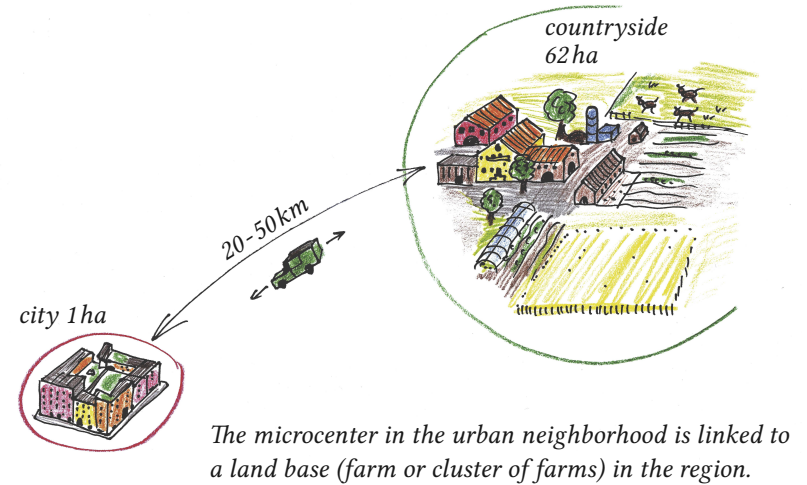 countryside
62 ha
20-50 km
city 1 ha
The microcenter in the urban neighborhood is linked to
a land base (farm or cluster of farms) in the region.